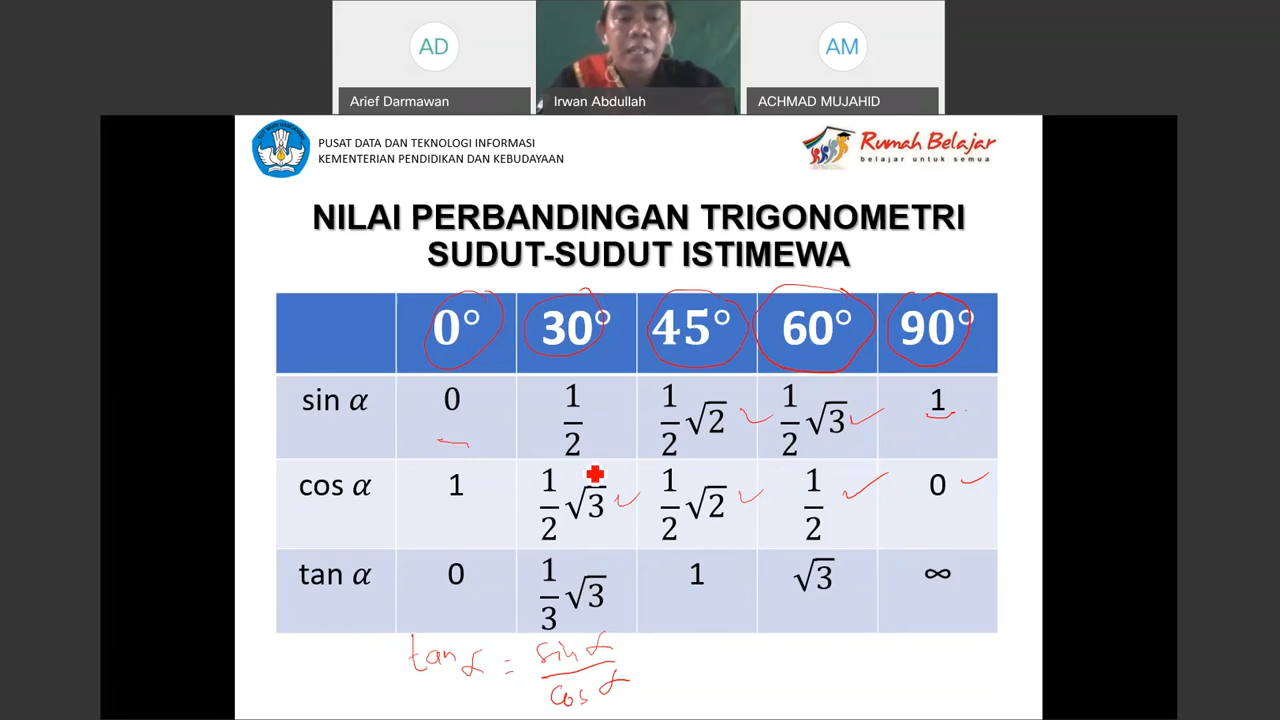 AD
AM
Arief Darmawan
Irwan Abdullah
ACHMAD MUJAHID
PUSAT DATA DAN TEKNOLOGI INFORMASI
KEMENTERIAN PENDIDIKAN DAN KEBUDAYAAN
Rumah Belajar
belajar untuk semua
NILAI PERBANDINGAN TRIGONOMETRI
SUDUT-SUDUT ISTIMEWA
0° 30° 45° 60° 90°
sin α 0 1/2 1/2 √2 1/2 √3 1
cos α 1 1/2 √3 1/2 √2 1/2 0
tan α 0 1/3 √3 1 √3 ∞
tan α = sin α / cos α